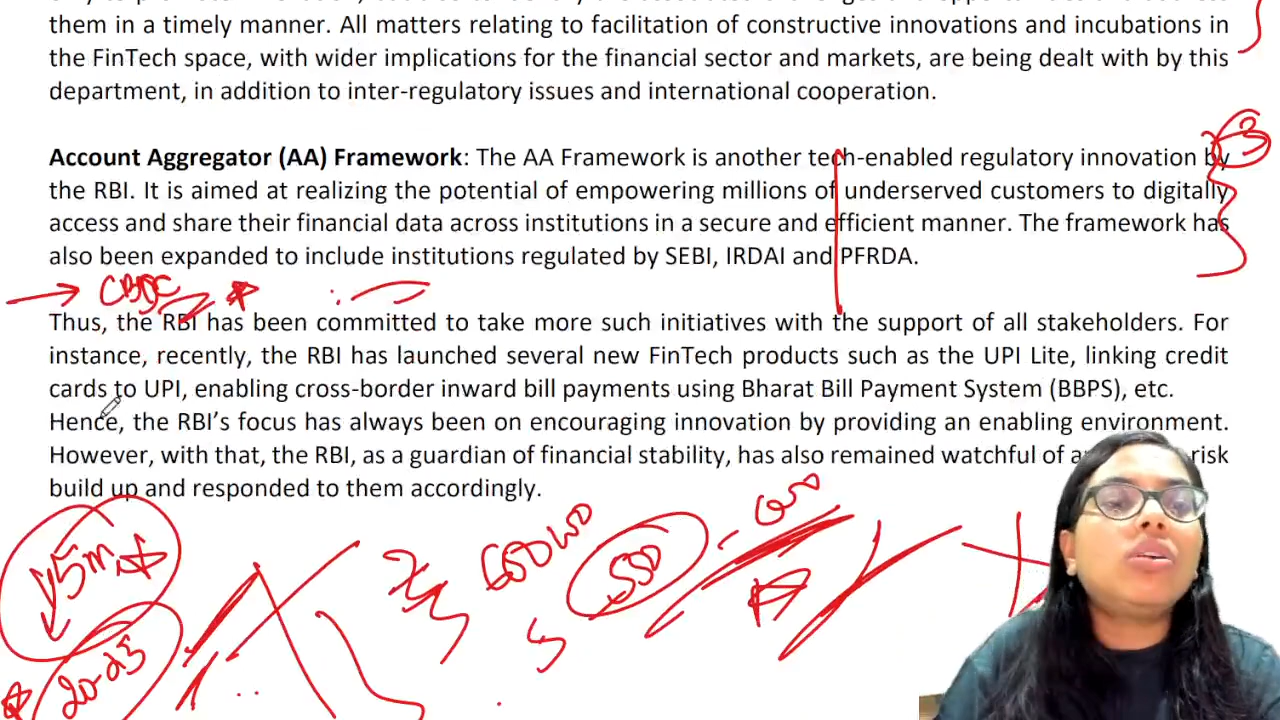 them in a timely manner. All matters relating to facilitation of constructive innovations and incubations in
the FinTech space, with wider implications for the financial sector and markets, are being dealt with by this
department, in addition to inter-regulatory issues and international cooperation.
3
Account Aggregator (AA) Framework: The AA Framework is another tech-enabled regulatory innovation by
the RBI. It is aimed at realizing the potential of empowering millions of underserved customers to digitally
access and share their financial data across institutions in a secure and efficient manner. The framework has
also been expanded to include institutions regulated by SEBI, IRDAI and PFRDA.
CBDC
Thus, the RBI has been committed to take more such initiatives with the support of all stakeholders. For
instance, recently, the RBI has launched several new FinTech products such as the UPI Lite, linking credit
cards to UPI, enabling cross-border inward bill payments using Bharat Bill Payment System (BBPS), etc.
Hence, the RBI's focus has always been on encouraging innovation by providing an enabling environment.
However, with that, the RBI, as a guardian of financial stability, has also remained watchful of risk
build up and responded to them accordingly.
20-25